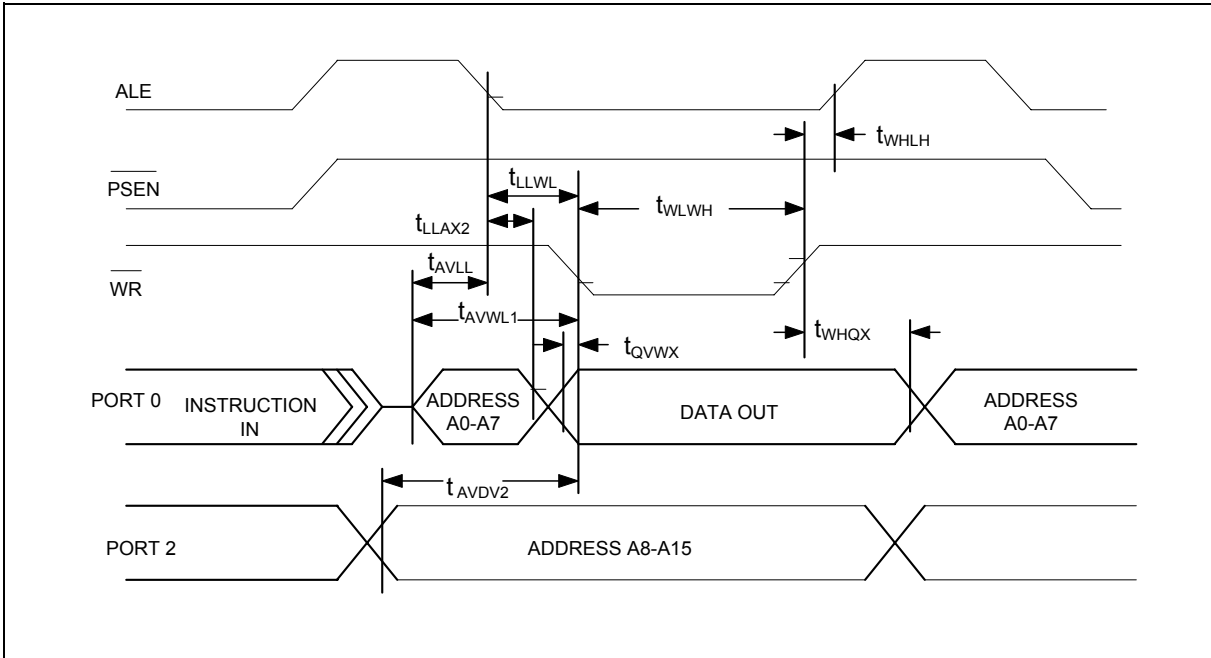 ALE
tWHLH
PSEN
tLLWL
tWLWH
tLLAX2
tAVLL
WR
tAVWL1
tWHQX
tQVWX
PORT 0
INSTRUCTION
IN
ADDRESS
A0-A7
DATA OUT
ADDRESS
A0-A7
t AVDV2
PORT 2
ADDRESS A8-A15